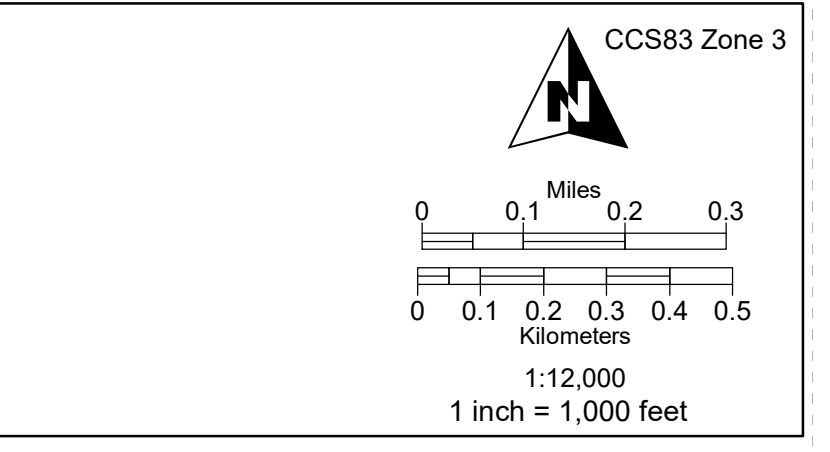 CCS83 Zone 3
N
Miles
0 0.1 0.2 0.3
0 0.1 0.2 0.3 0.4 0.5
Kilometers
1:12,000
1 inch = 1,000 feet